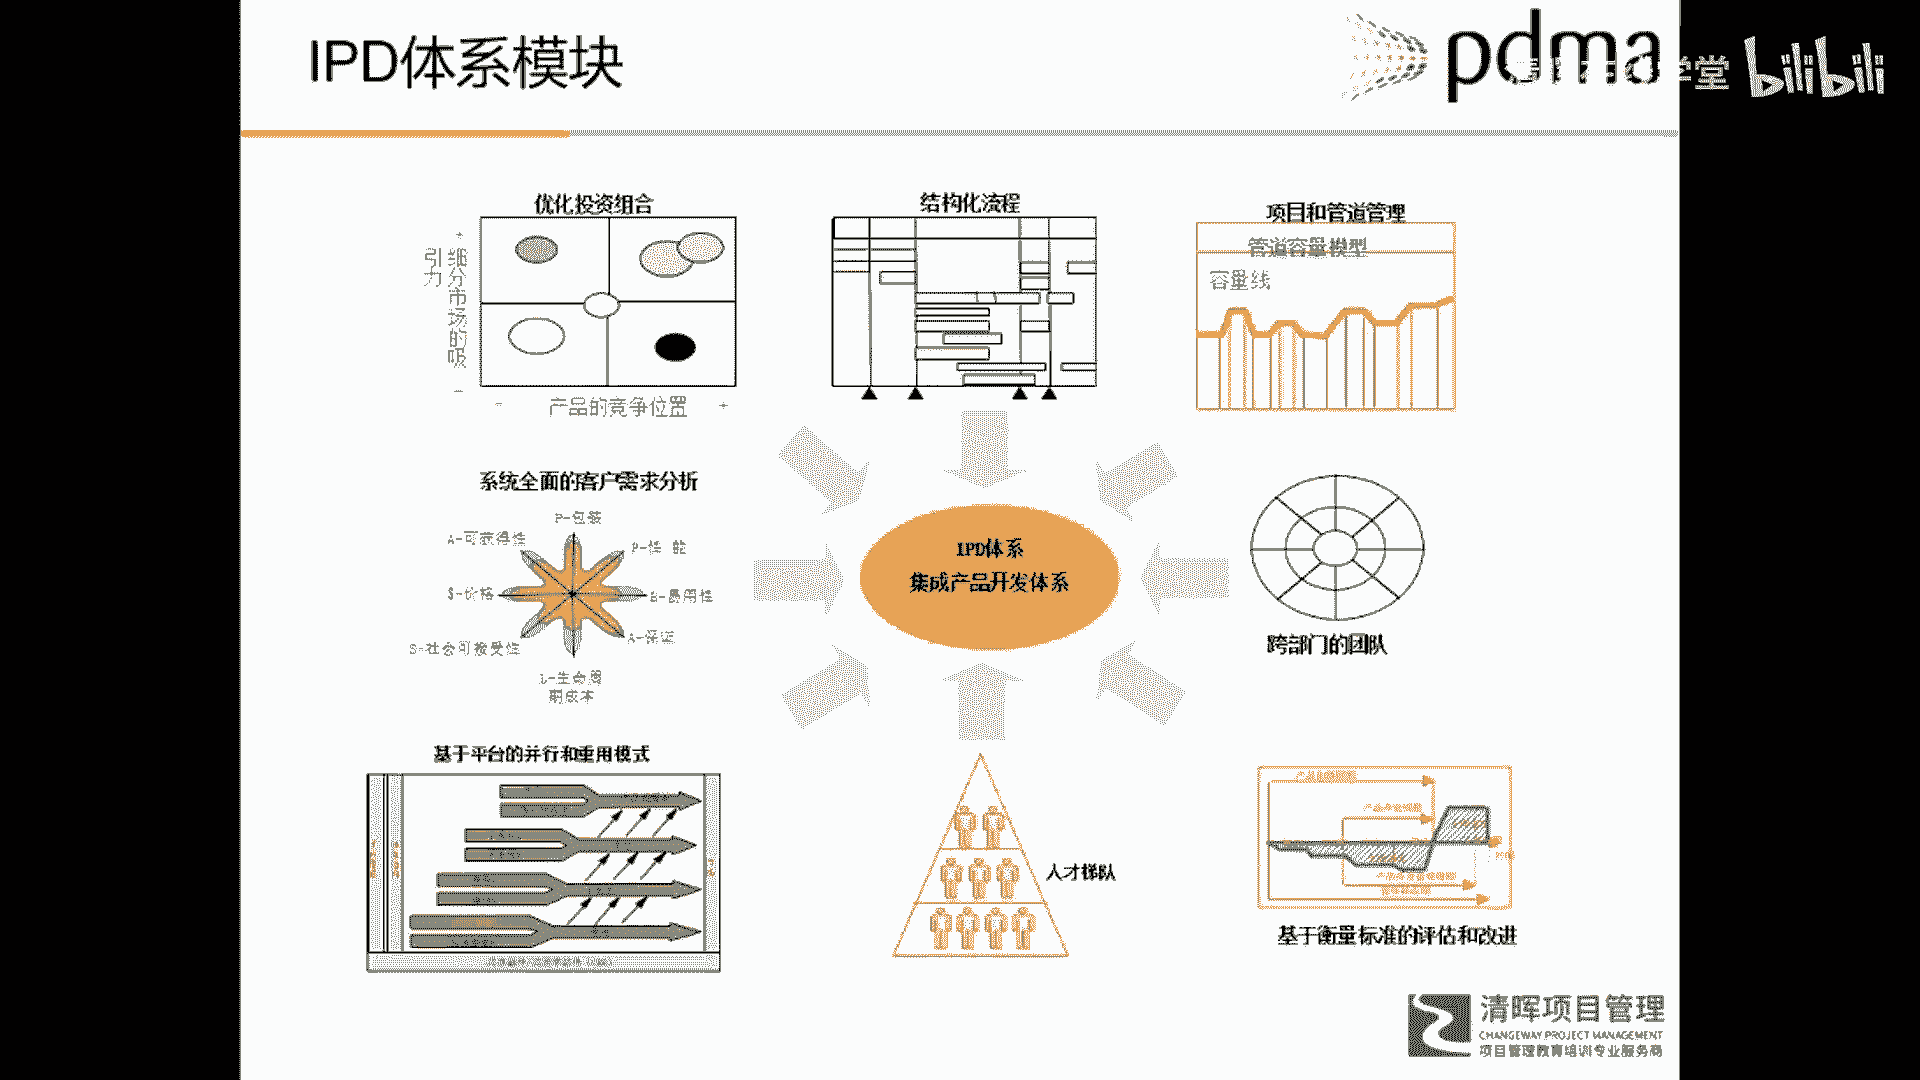 IPD体系模块
pdma
学堂
bilibili
优化投资组合
细分市场的吸
引力
+
-
-
产品的竞争位置
+
结构化流程
项目和管道管理
管道容量模型
容量线
系统全面的客户需求分析
P-包装
A-可获得性
P-性 能
$-价格
E-易用性
S-社会可接受性
A-保证
L-生命周
期成本
IPD体系
集成产品开发体系
跨部门的团队
基于平台的并行和重用模式
人才梯队
基于衡量标准的评估和改进
清晖项目管理
CHANGEWAY PROJECT MANAGEMENT
项目管理教育培训专业服务商